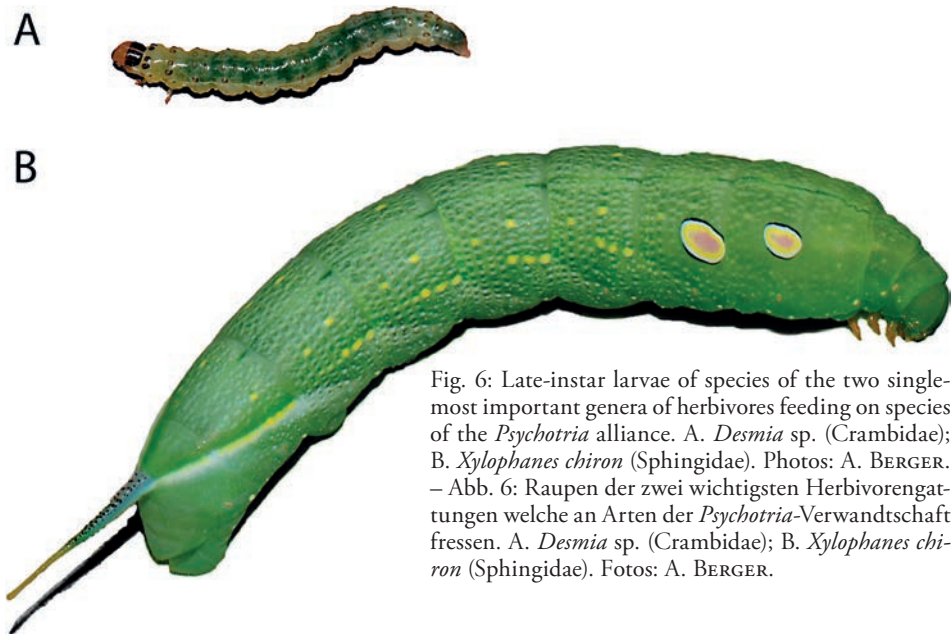 A
B
Fig. 6: Late-instar larvae of species of the two single-
most important genera of herbivores feeding on species
of the Psychotria alliance. A. Desmia sp. (Crambidae);
B. Xylophanes chiron (Sphingidae). Photos: A. BERGER.
– Abb. 6: Raupen der zwei wichtigsten Herbivorengat-
tungen welche an Arten der Psychotria-Verwandtschaft
fressen. A. Desmia sp. (Crambidae); B. Xylophanes chi-
ron (Sphingidae). Fotos: A. BERGER.